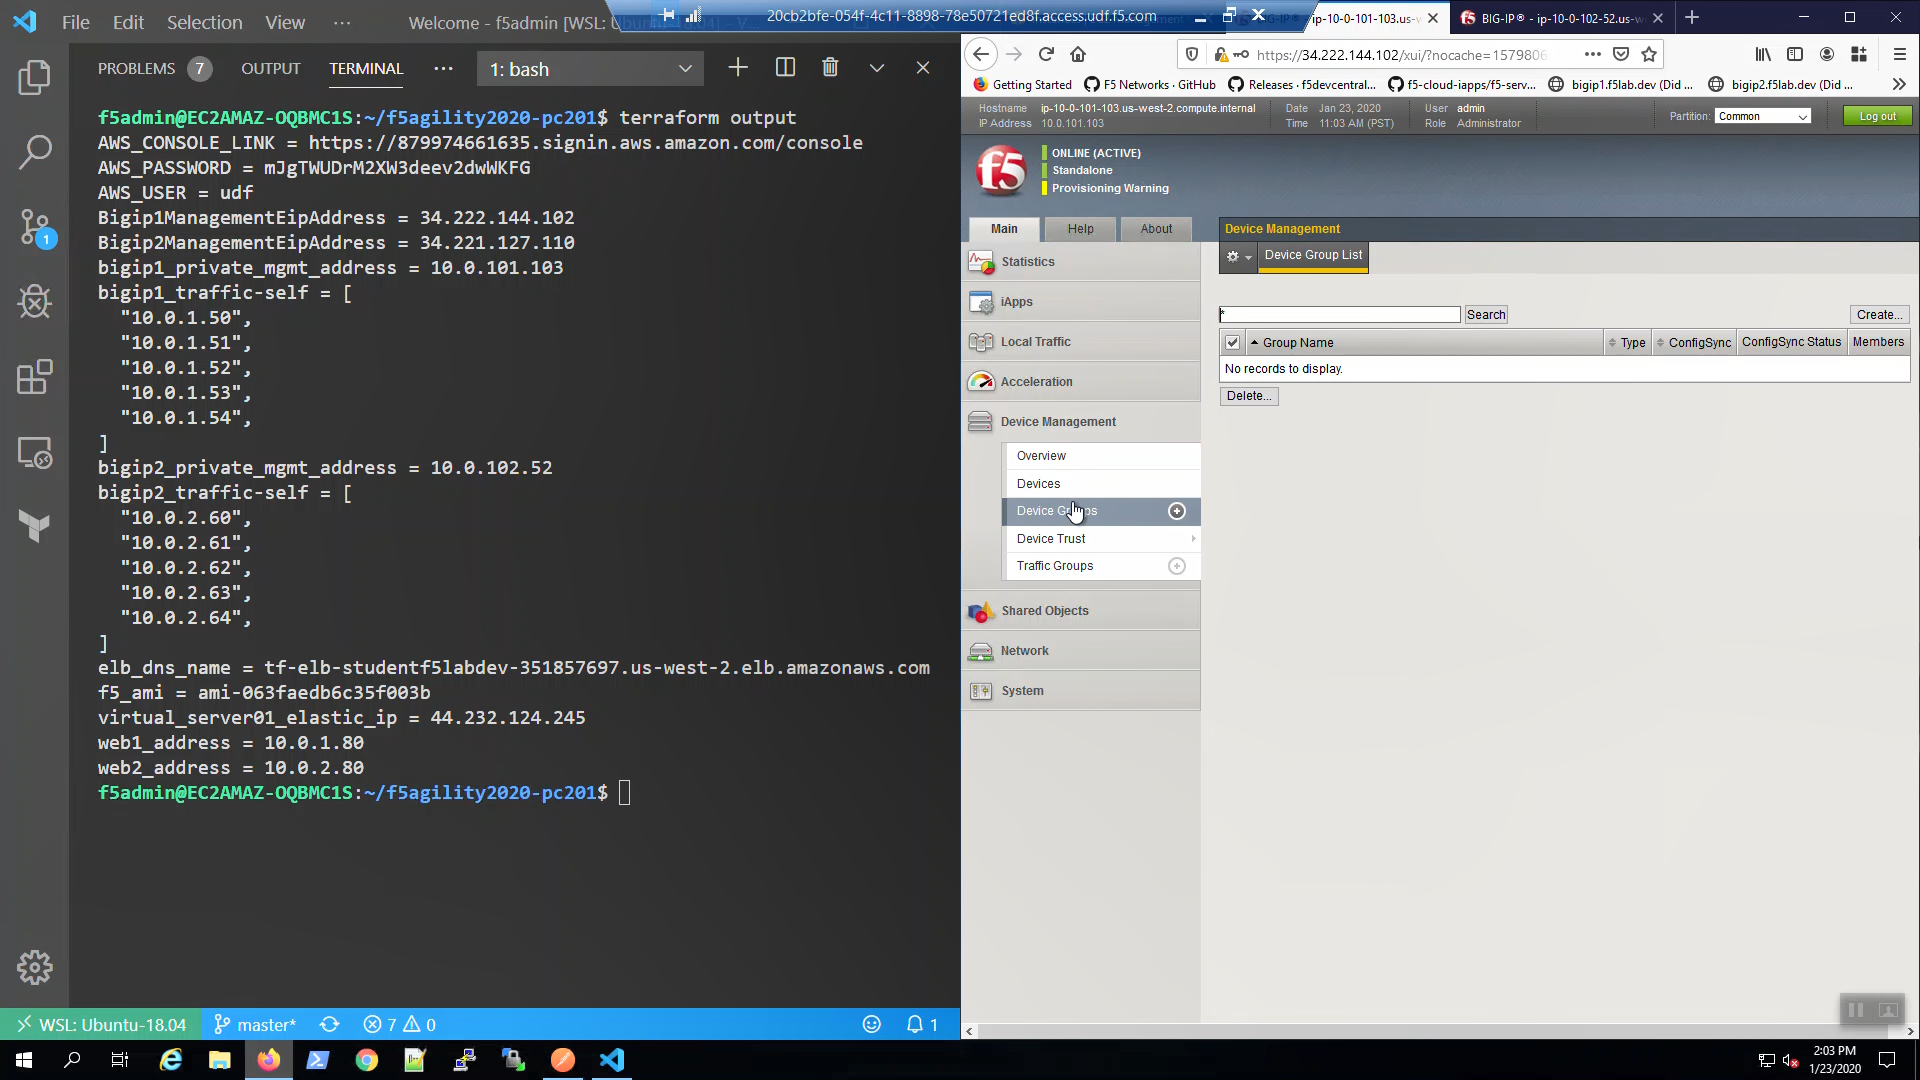 File Edit Selection View ··· Welcome - f5admin [WSL: Ub
20cb2bfe-054f-4c11-8898-78e50721ed8f.access.udf.f5.com
ip-10-0-101-103.us-
BIG-IP® - ip-10-0-102-52.us-w
PROBLEMS 7 OUTPUT TERMINAL ··· 1: bash
https://34.222.144.102/xui/?nocache=1579806
Getting Started F5 Networks · GitHub Releases · f5devcentral... f5-cloud-iapps/f5-serv... bigip1.f5lab.dev (Did ... bigip2.f5lab.dev (Did ...
Hostname ip-10-0-101-103.us-west-2.compute.internal Date Jan 23, 2020 User admin
IP Address 10.0.101.103 Time 11:03 AM (PST) Role Administrator
Partition: Common Log out
f5
ONLINE (ACTIVE)
Standalone
Provisioning Warning
Main Help About
Statistics
iApps
Local Traffic
Acceleration
Device Management
Overview
Devices
Device Groups
Device Trust
Traffic Groups
Shared Objects
Network
System
Device Management
Device Group List
* Search Create...
Group Name Type ConfigSync ConfigSync Status Members
No records to display.
Delete...
f5admin@EC2AMAZ-OQBMC1S:~/f5agility2020-pc201$ terraform output
AWS_CONSOLE_LINK = https://879974661635.signin.aws.amazon.com/console
AWS_PASSWORD = mJgTWUDrM2XW3deev2dwWKFG
AWS_USER = udf
Bigip1ManagementEipAddress = 34.222.144.102
Bigip2ManagementEipAddress = 34.221.127.110
bigip1_private_mgmt_address = 10.0.101.103
bigip1_traffic-self = [
"10.0.1.50",
"10.0.1.51",
"10.0.1.52",
"10.0.1.53",
"10.0.1.54",
]
bigip2_private_mgmt_address = 10.0.102.52
bigip2_traffic-self = [
"10.0.2.60",
"10.0.2.61",
"10.0.2.62",
"10.0.2.63",
"10.0.2.64",
]
elb_dns_name = tf-elb-studentf5labdev-351857697.us-west-2.elb.amazonaws.com
f5_ami = ami-063faedb6c35f003b
virtual_server01_elastic_ip = 44.232.124.245
web1_address = 10.0.1.80
web2_address = 10.0.2.80
f5admin@EC2AMAZ-OQBMC1S:~/f5agility2020-pc201$
1
WSL: Ubuntu-18.04 master* 7 0 1
2:03 PM
1/23/2020